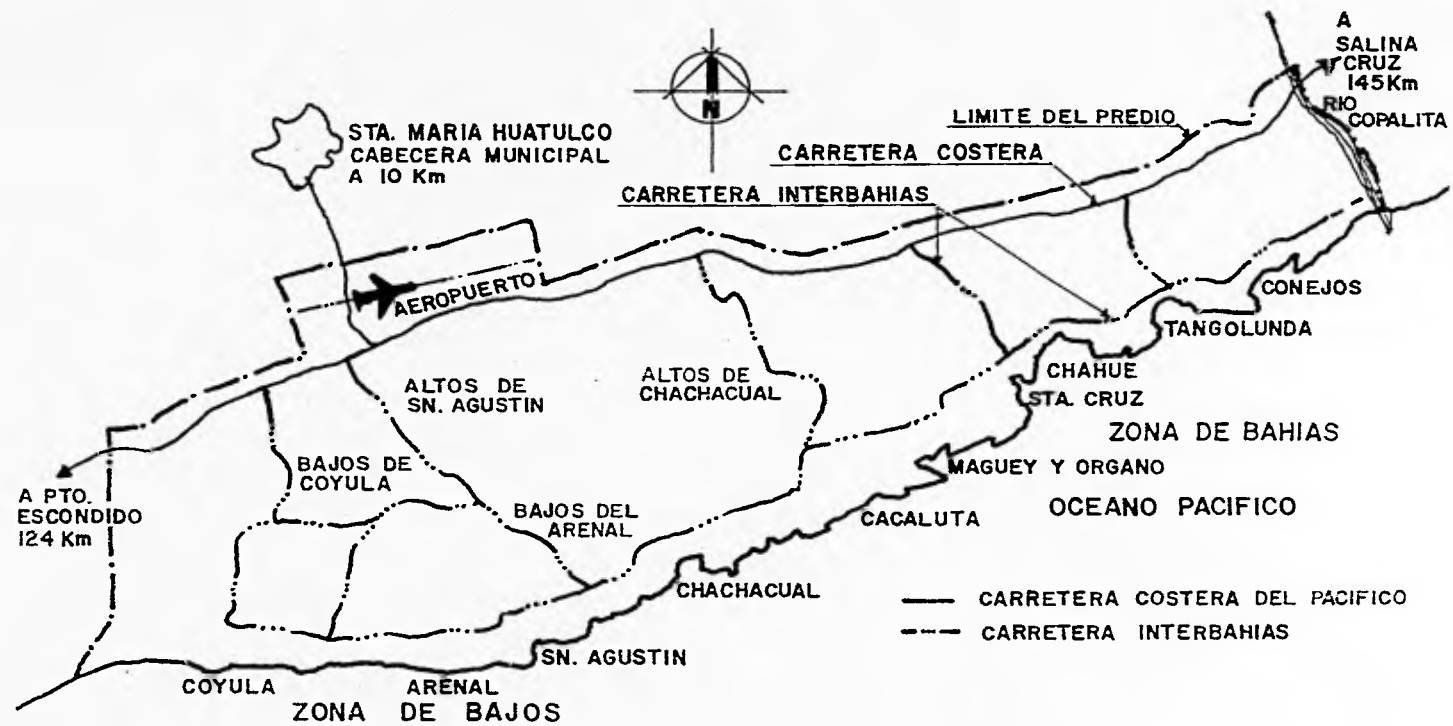 A
SALINA
CRUZ
145Km
RIO
COPALITA
N
STA. MARIA HUATULCO
CABECERA MUNICIPAL
A 10 Km
LIMITE DEL PREDIO
CARRETERA COSTERA
CARRETERA INTERBAHIAS
AEROPUERTO
CONEJOS
TANGOLUNDA
CHAHUE
STA. CRUZ
ALTOS DE
SN. AGUSTIN
ALTOS DE
CHACHACUAL
ZONA DE BAHIAS
MAGUEY Y ORGANO
BAJOS DE
COYULA
A PTO.
ESCONDIDO
124 Km
BAJOS DEL
ARENAL
CACALUTA
OCEANO PACIFICO
CHACHACUAL
CARRETERA COSTERA DEL PACIFICO
CARRETERA INTERBAHIAS
SN. AGUSTIN
COYULA
ARENAL
ZONA DE BAJOS